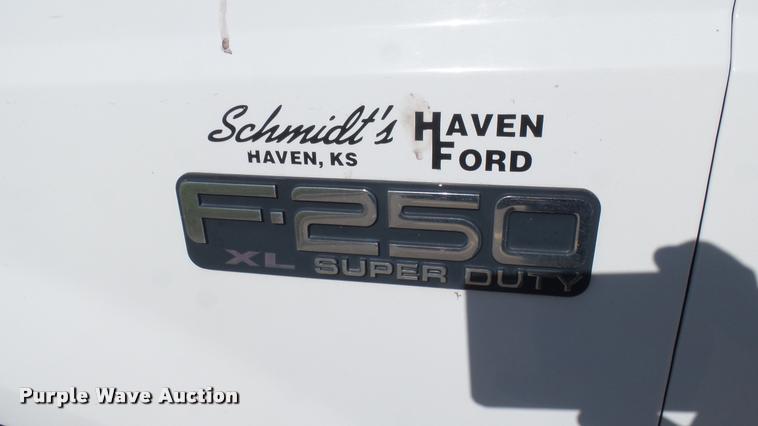 Schmidt's HAVEN
HAVEN, KS FORD
F-250
XL SUPER DUTY
Purple Wave Auction